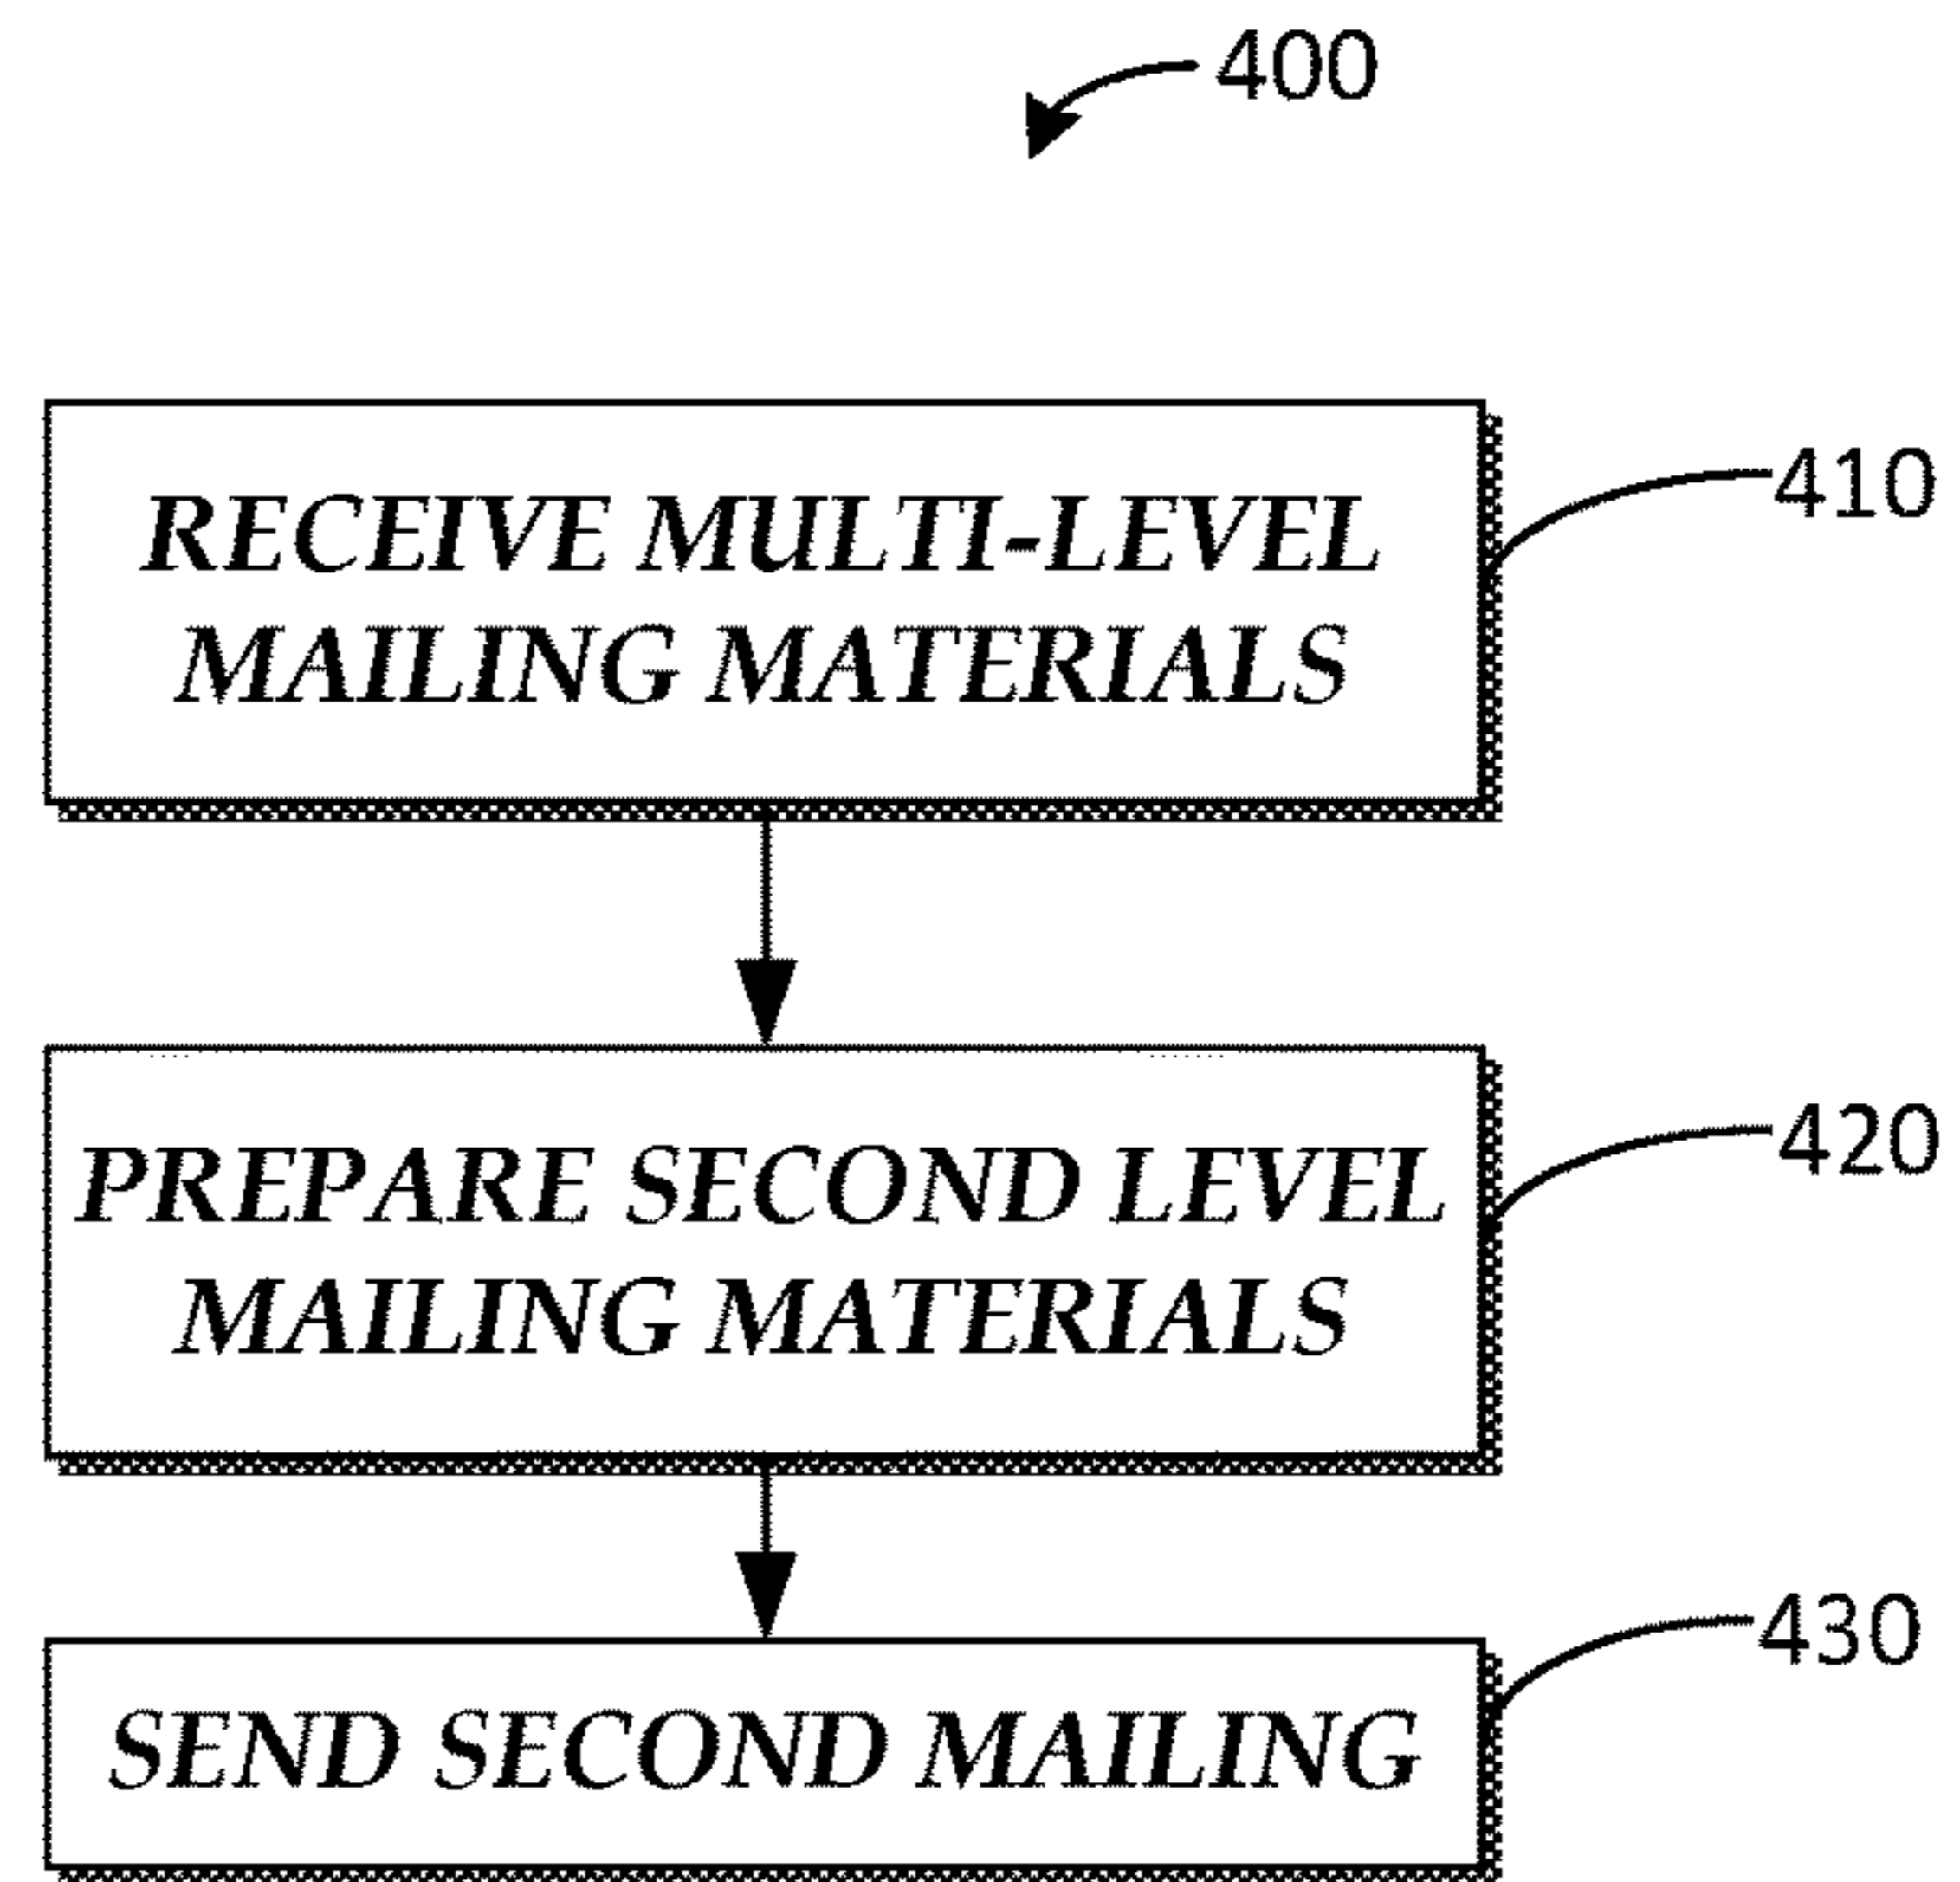 400
RECEIVE MULTI-LEVEL
MAILING MATERIALS
410
PREPARE SECOND LEVEL
MAILING MATERIALS
420
SEND SECOND MAILING
430